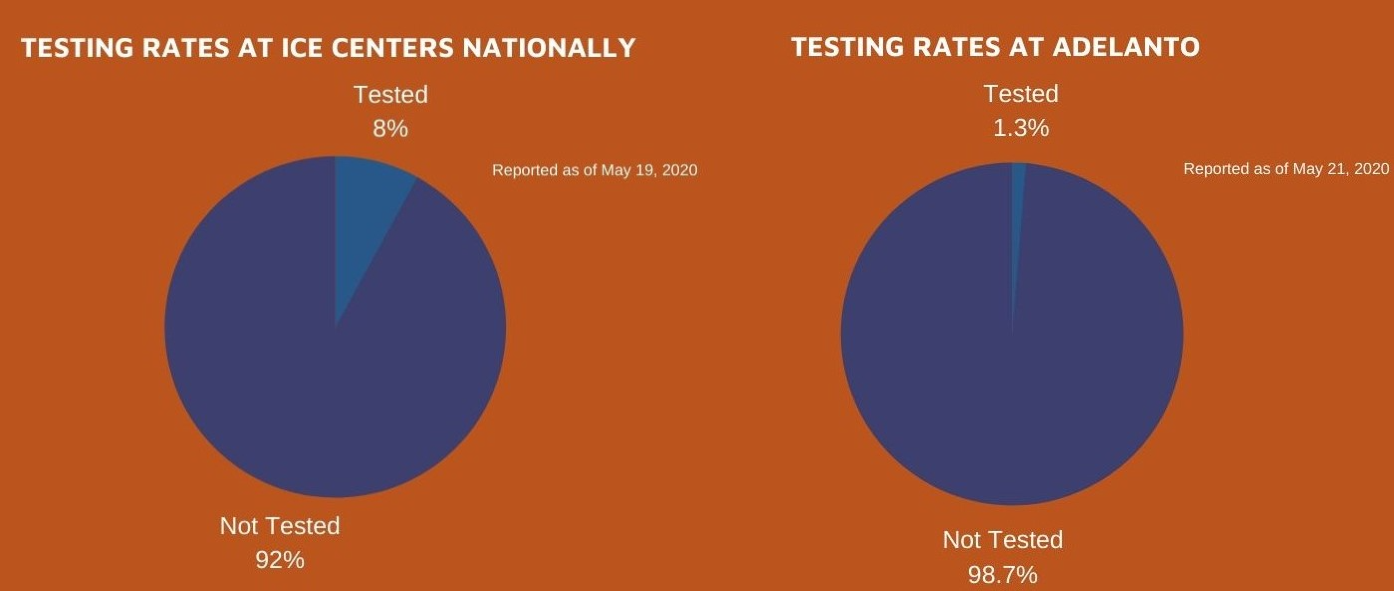 TESTING RATES AT ICE CENTERS NATIONALLY
Tested
8%
Reported as of May 19, 2020
Not Tested
92%
TESTING RATES AT ADELANTO
Tested
1.3%
Reported as of May 21, 2020
Not Tested
98.7%